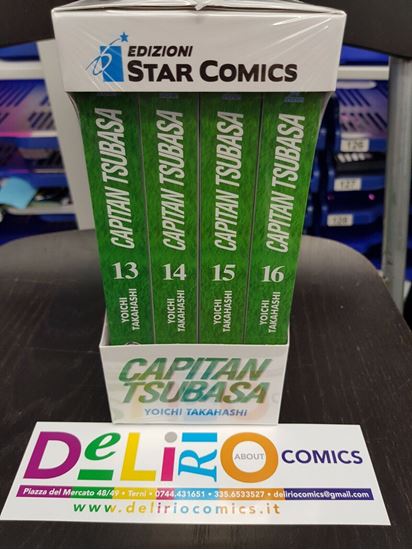 EDIZIONI
STAR COMICS
CAPITAN TSUBASA 13 YOICHI TAKAHASHI
CAPITAN TSUBASA 14 YOICHI TAKAHASHI
CAPITAN TSUBASA 15 YOICHI TAKAHASHI
CAPITAN TSUBASA 16 YOICHI TAKAHASHI
CAPITAN
TSUBASA
YOICHI TAKAHASHI
DeLiRiO ABOUT COMICS
Piazza del Mercato 48/49 • Terni • 0744.431651 • 335.6533527 • deliriocomics@gmail.com
www.deliriocomics.it
126
127